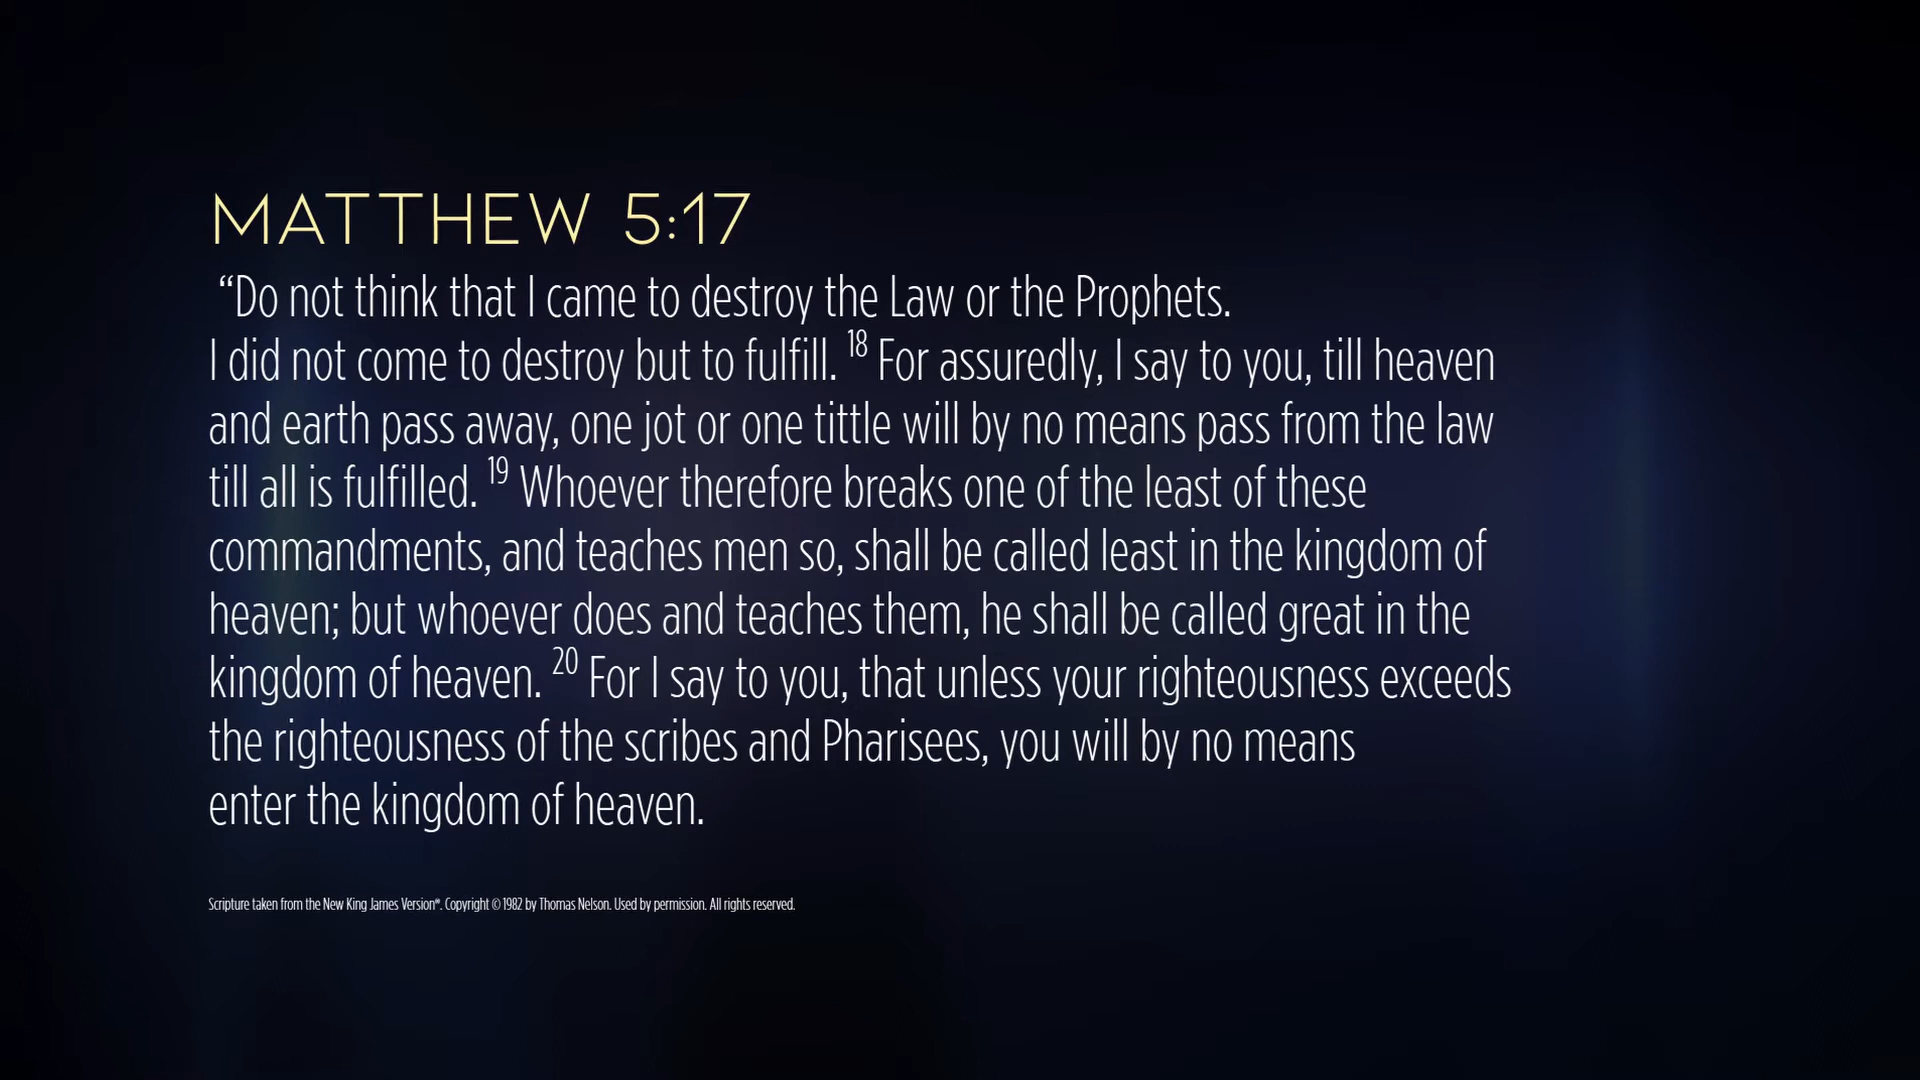 MATTHEW 5:17
“Do not think that I came to destroy the Law or the Prophets.
I did not come to destroy but to fulfill. 18 For assuredly, I say to you, till heaven
and earth pass away, one jot or one tittle will by no means pass from the law
till all is fulfilled. 19 Whoever therefore breaks one of the least of these
commandments, and teaches men so, shall be called least in the kingdom of
heaven; but whoever does and teaches them, he shall be called great in the
kingdom of heaven. 20 For I say to you, that unless your righteousness exceeds
the righteousness of the scribes and Pharisees, you will by no means
enter the kingdom of heaven.
Scripture taken from the New King James Version®. Copyright © 1982 by Thomas Nelson. Used by permission. All rights reserved.